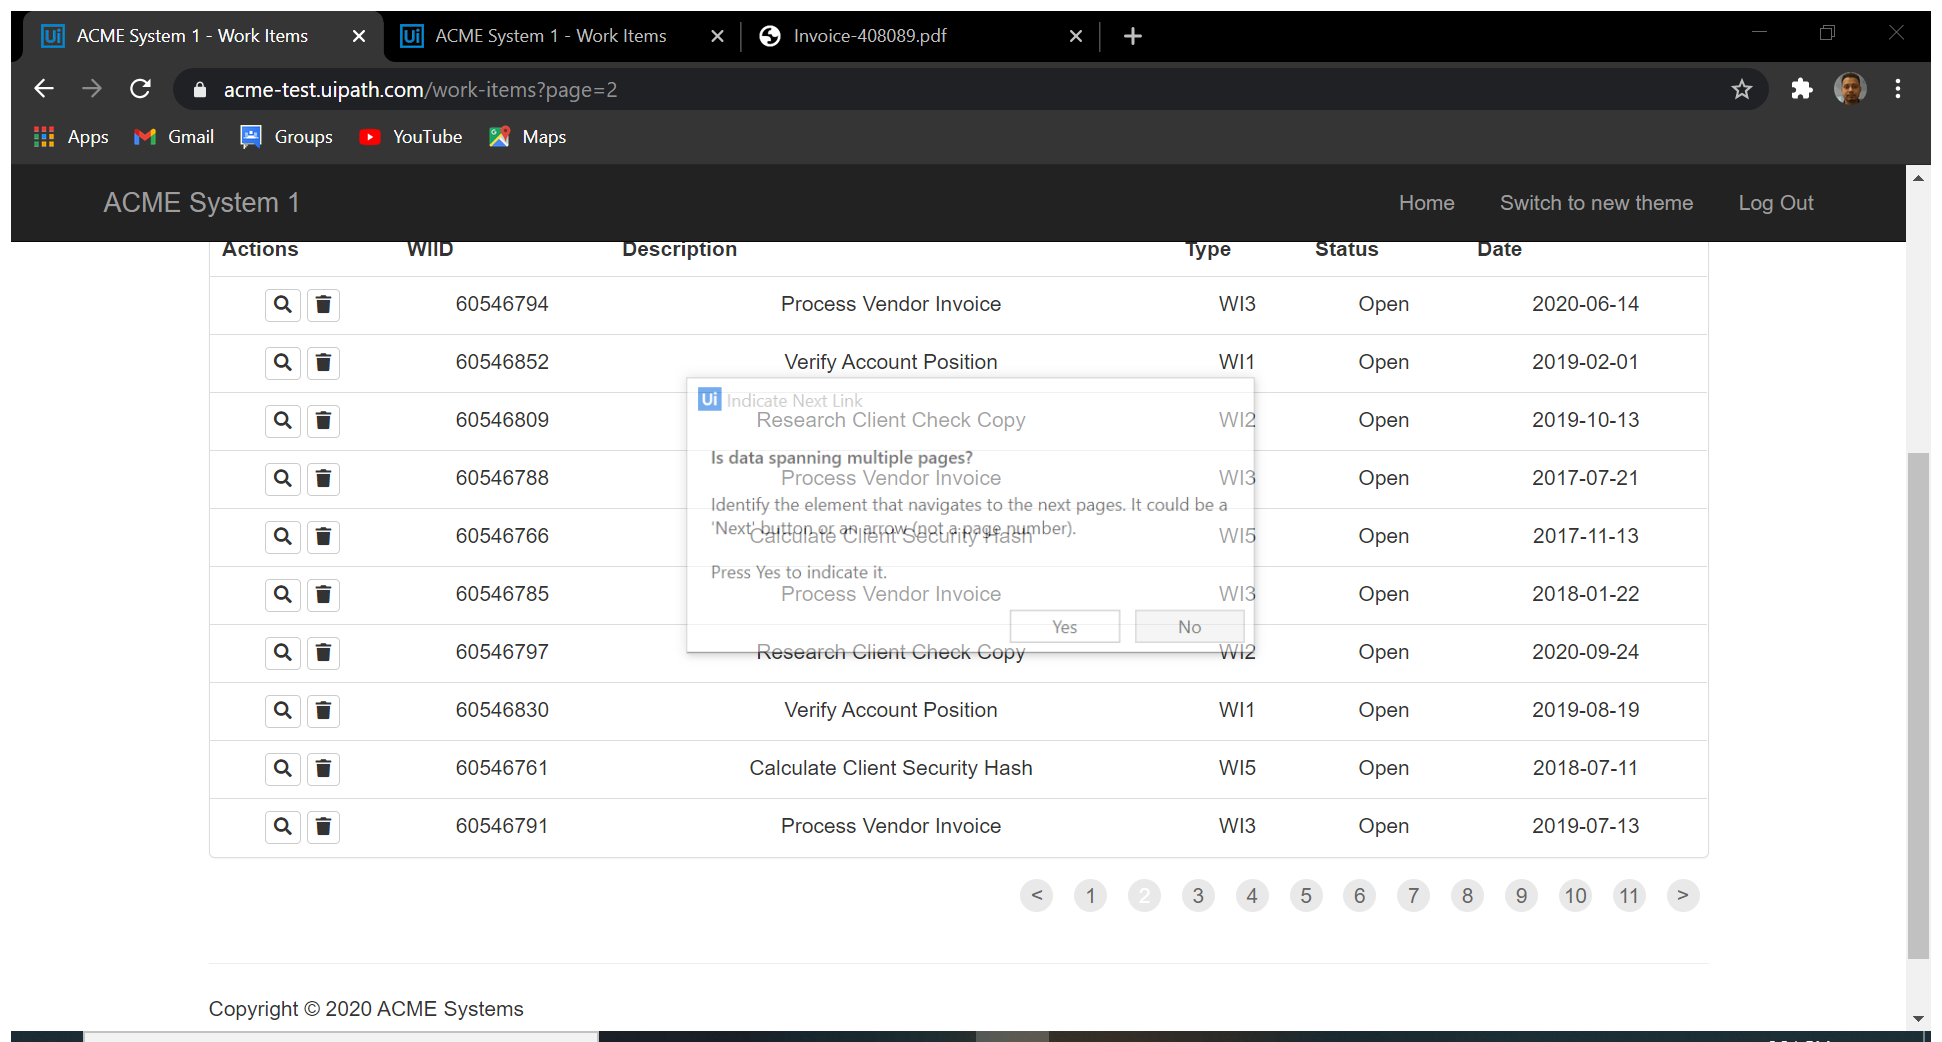 Ui ACME System 1 - Work Items Ui ACME System 1 - Work Items Invoice-408089.pdf
acme-test.uipath.com/work-items?page=2
Apps Gmail Groups YouTube Maps
ACME System 1 Home Switch to new theme Log Out
Actions WIID Description Type Status Date
60546794 Process Vendor Invoice WI3 Open 2020-06-14
60546852 Verify Account Position WI1 Open 2019-02-01
Ui Indicate Next Link
60546809 Research Client Check Copy WI2 Open 2019-10-13
Is data spanning multiple pages?
60546788 Process Vendor Invoice WI3 Open 2017-07-21
Identify the element that navigates to the next pages. It could be a
'Next' button or an arrow (not a page number).
60546766 Calculate Client Security Hash WI5 Open 2017-11-13
Press Yes to indicate it.
60546785 Process Vendor Invoice WI3 Open 2018-01-22
Yes No
60546797 Research Client Check Copy WI2 Open 2020-09-24
60546830 Verify Account Position WI1 Open 2019-08-19
60546761 Calculate Client Security Hash WI5 Open 2018-07-11
60546791 Process Vendor Invoice WI3 Open 2019-07-13
< 1 2 3 4 5 6 7 8 9 10 11 >
Copyright © 2020 ACME Systems